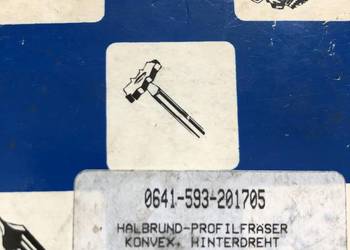 0641-593-201705
HALBRUND-PROFILFRASER
KONVEX, HINTERDREHT